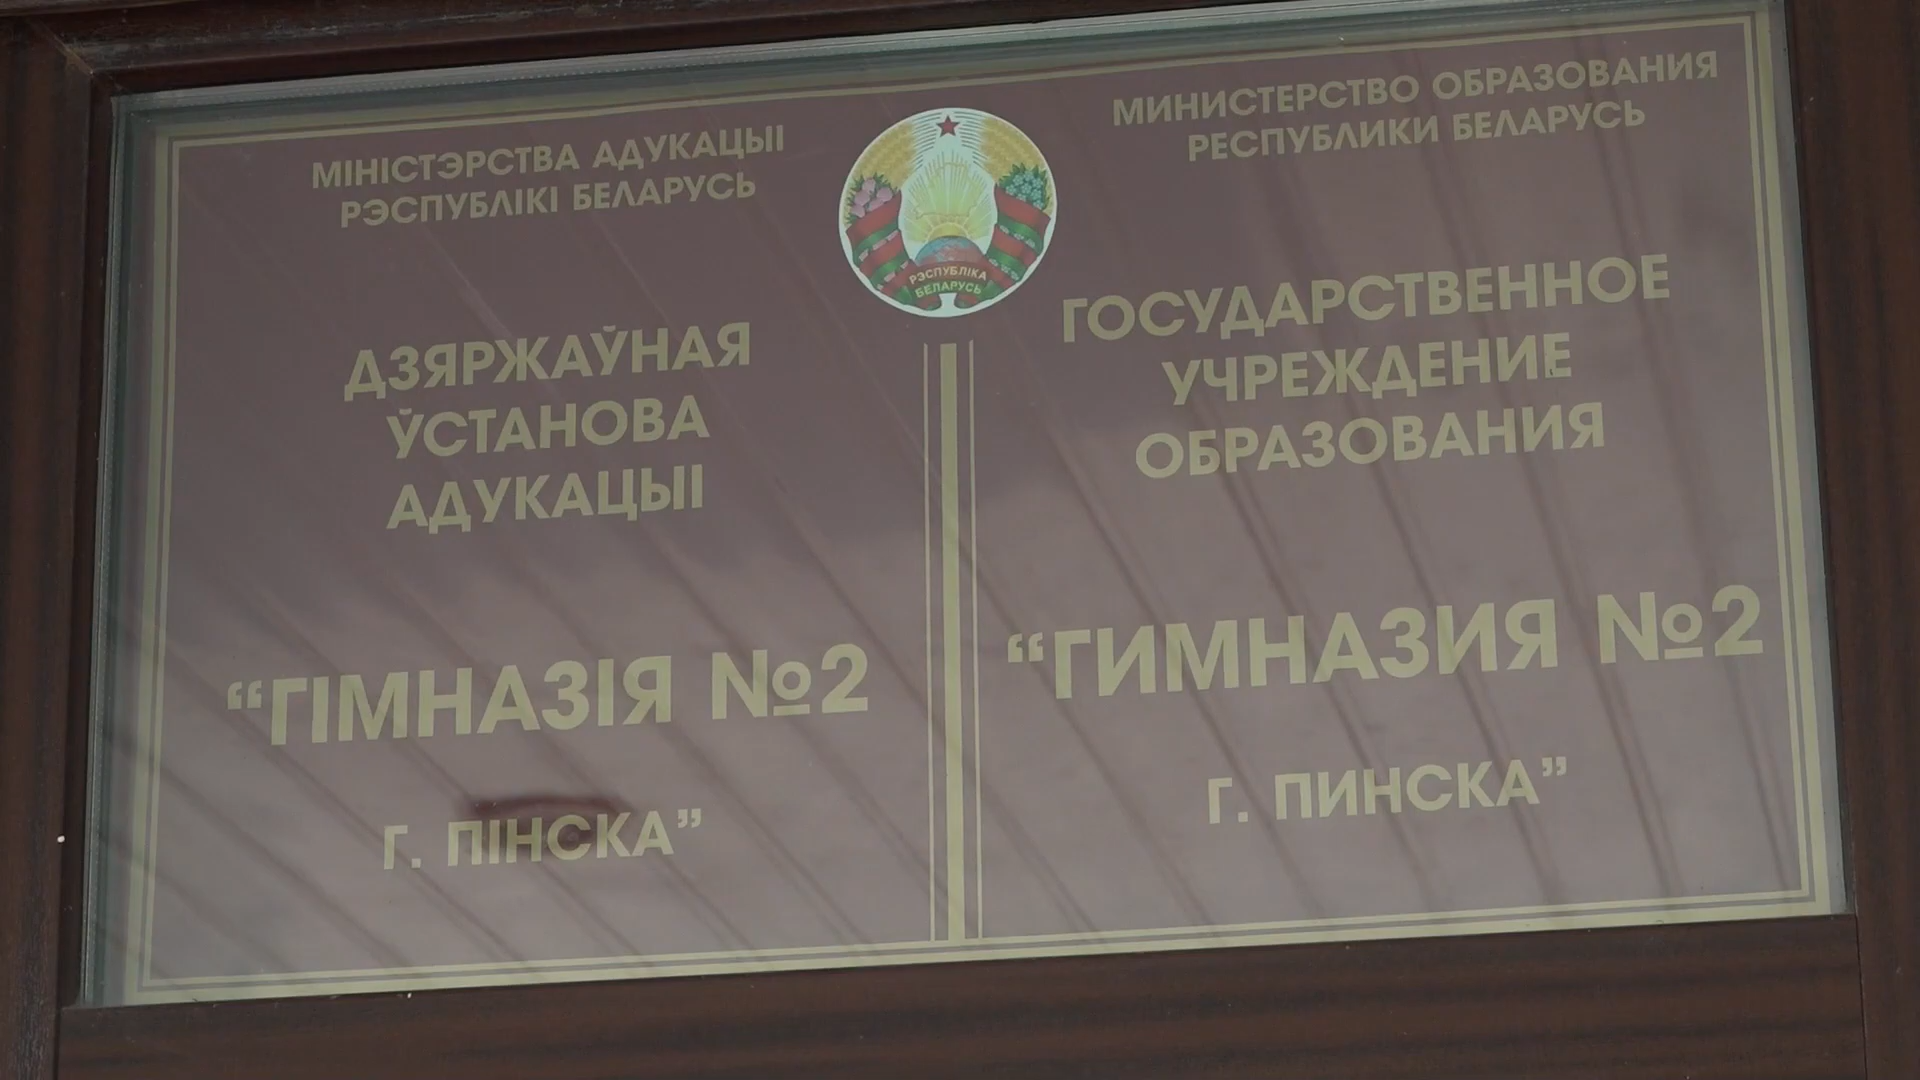 МІНІСТЭРСТВА АДУКАЦЫІ
РЭСПУБЛІКІ БЕЛАРУСЬ
ДЗЯРЖАЎНАЯ
ЎСТАНОВА
АДУКАЦЫІ
“ГІМНАЗІЯ №2
Г. ПІНСКА”
РЭСПУБЛІКА
БЕЛАРУСЬ
МИНИСТЕРСТВО ОБРАЗОВАНИЯ
РЕСПУБЛИКИ БЕЛАРУСЬ
ГОСУДАРСТВЕННОЕ
УЧРЕЖДЕНИЕ
ОБРАЗОВАНИЯ
“ГИМНАЗИЯ №2
Г. ПИНСКА”